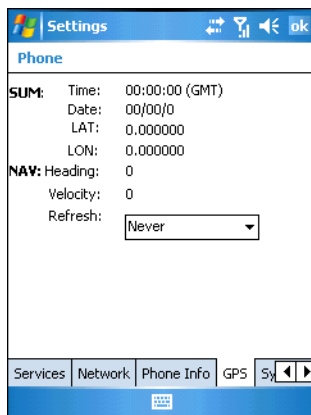 Settings ok
Phone
SUM: Time: 00:00:00 (GMT)
Date: 00/00/0
LAT: 0.000000
LON: 0.000000
NAV: Heading: 0
Velocity: 0
Refresh: Never
Services Network Phone Info GPS Sy